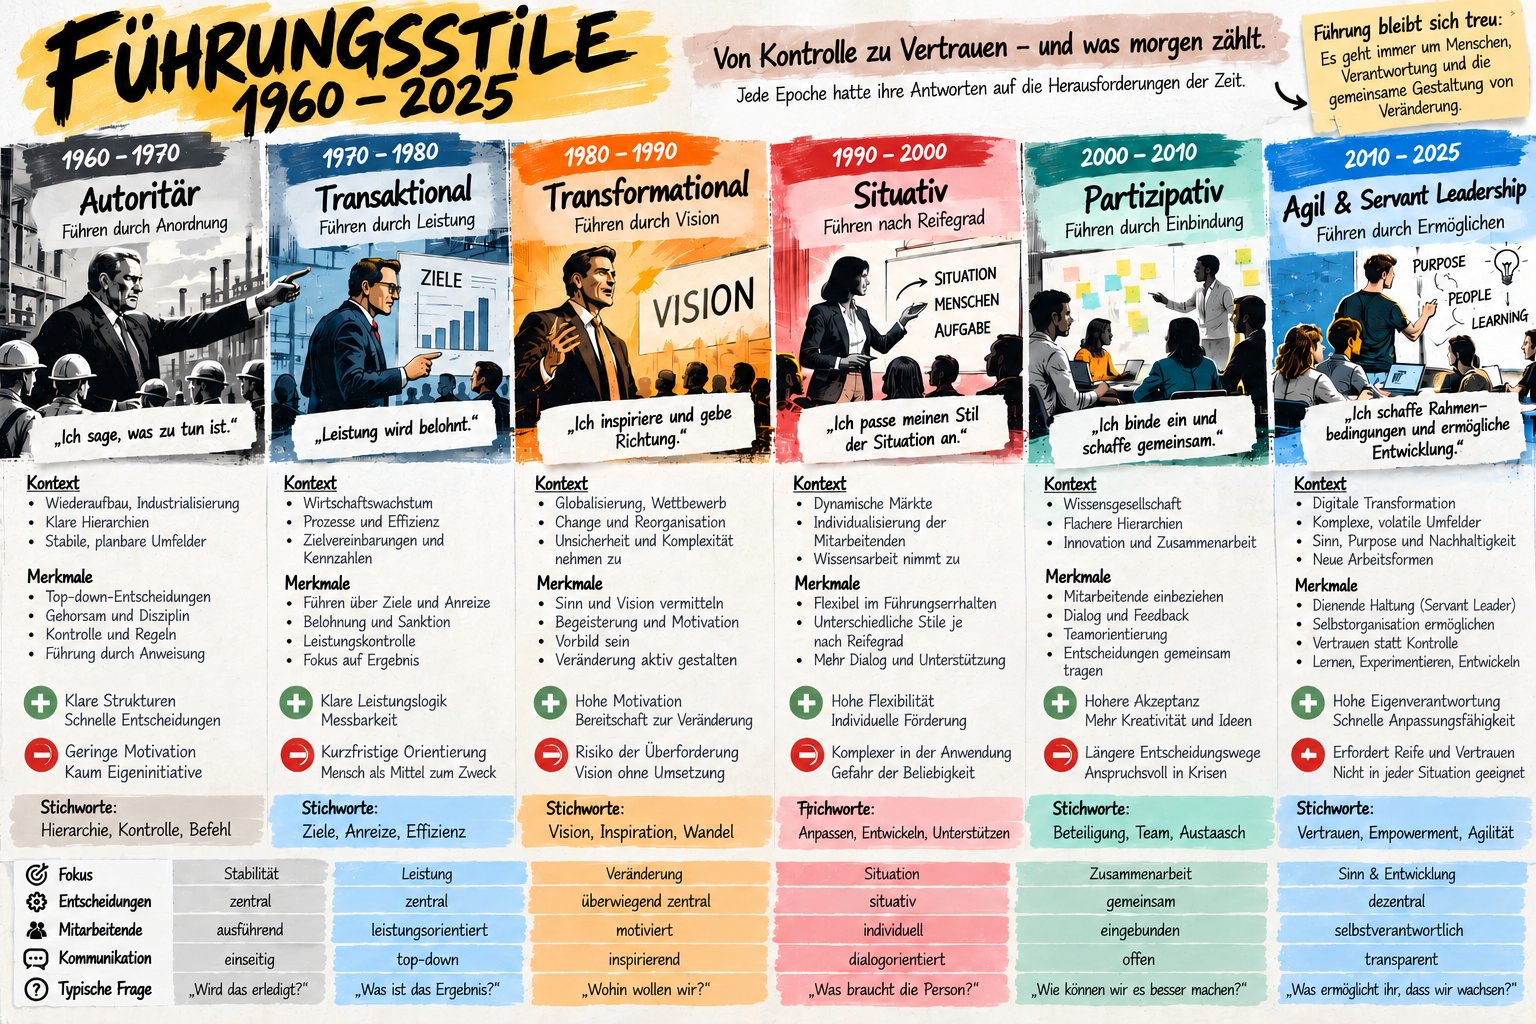 FÜHRUNGSSTiLE
1960 – 2025
Von Kontrolle zu Vertrauen – und was morgen zählt.
Jede Epoche hatte ihre Antworten auf die Herausforderungen der Zeit.
Führung bleibt sich treu:
Es geht immer um Menschen,
Verantwortung und die
gemeinsame Gestaltung von
Veränderung.
1960 – 1970
Autoritär
Führen durch Anordnung
„Ich sage, was zu tun ist.“
Kontext
• Wiederaufbau, Industrialisierung
• Klare Hierarchien
• Stabile, planbare Umfelder
Merkmale
• Top-down-Entscheidungen
• Gehorsam und Disziplin
• Kontrolle und Regeln
• Führung durch Anweisung
Klare Strukturen
Schnelle Entscheidungen
Geringe Motivation
Kaum Eigeninitiative
Stichworte:
Hierarchie, Kontrolle, Befehl
1970 – 1980
Transaktional
Führen durch Leistung
ZIELE
„Leistung wird belohnt.“
Kontext
• Wirtschaftswachstum
• Prozesse und Effizienz
• Zielvereinbarungen und
Kennzahlen
Merkmale
• Führen über Ziele und Anreize
• Belohnung und Sanktion
• Leistungskontrolle
• Fokus auf Ergebnis
Klare Leistungslogik
Messbarkeit
Kurzfristige Orientierung
Mensch als Mittel zum Zweck
Stichworte:
Ziele, Anreize, Effizienz
1980 – 1990
Transformational
Führen durch Vision
VISION
„Ich inspiriere und gebe
Richtung.“
Kontext
• Globalisierung, Wettbewerb
• Change und Reorganisation
• Unsicherheit und Komplexität
nehmen zu
Merkmale
• Sinn und Vision vermitteln
• Begeisterung und Motivation
• Vorbild sein
• Veränderung aktiv gestalten
Hohe Motivation
Bereitschaft zur Veränderung
Risiko der Überforderung
Vision ohne Umsetzung
Stichworte:
Vision, Inspiration, Wandel
1990 – 2000
Situativ
Führen nach Reifegrad
SITUATION
MENSCHEN
AUFGABE
„Ich passe meinen Stil
der Situation an.“
Kontext
• Dynamische Märkte
• Individualisierung der
Mitarbeitenden
• Wissensarbeit nimmt zu
Merkmale
• Flexibel im Führungserrhalten
• Unterschiedliche Stile je
nach Reifegrad
• Mehr Dialog und Unterstützung
Hohe Flexibilität
Individuelle Förderung
Komplexer in der Anwendung
Gefahr der Beliebigkeit
Anpassen, Entwickeln, Unterstützen
2000 – 2010
Partizipativ
Führen durch Einbindung
„Ich binde ein und
schaffe gemeinsam.“
Kontext
• Wissensgesellschaft
• Flachere Hierarchien
• Innovation und Zusammenarbeit
Merkmale
• Mitarbeitende einbeziehen
• Dialog und Feedback
• Teamorientierung
• Entscheidungen gemeinsam
tragen
Hohere Akzeptanz
Mehr Kreativität und Ideen
Längere Entscheidungswege
Anspruchsvoll in Krisen
Stichworte:
Beteiligung, Team, Austaasch
2010 – 2025
Agil & Servant Leadership
Führen durch Ermöglichen
PURPOSE
PEOPLE
LEARNING
„Ich schaffe Rahmen-
bedingungen und ermögliche
Entwicklung.“
Kontext
• Digitale Transformation
• Komplexe, volatile Umfelder
• Sinn, Purpose und Nachhaltigkeit
• Neue Arbeitsformen
Merkmale
• Dienende Haltung (Servant Leader)
• Selbstorganisation ermöglichen
• Vertrauen statt Kontrolle
• Lernen, Experimentieren, Entwickeln
Hohe Eigenverantwortung
Schnelle Anpassungsfähigkeit
Erfordert Reife und Vertrauen
Nicht in jeder Situation geeignet
Stichworte:
Vertrauen, Empowerment, Agilität
Fokus Stabilität Leistung Veränderung Situation Zusammenarbeit Sinn & Entwicklung
Entscheidungen zentral zentral überwiegend zentral situativ gemeinsam dezentral
Mitarbeitende ausführend leistungsorientiert motiviert individuell eingebunden selbstverantwortlich
Kommunikation einseitig top-down inspirierend dialogorientiert offen transparent
Typische Frage „Wird das erledigt?“ „Was ist das Ergebnis?“ „Wohin wollen wir?“ „Was braucht die Person?“ „Wie können wir es besser machen?“ „Was ermöglicht ihr, dass wir wachsen?“